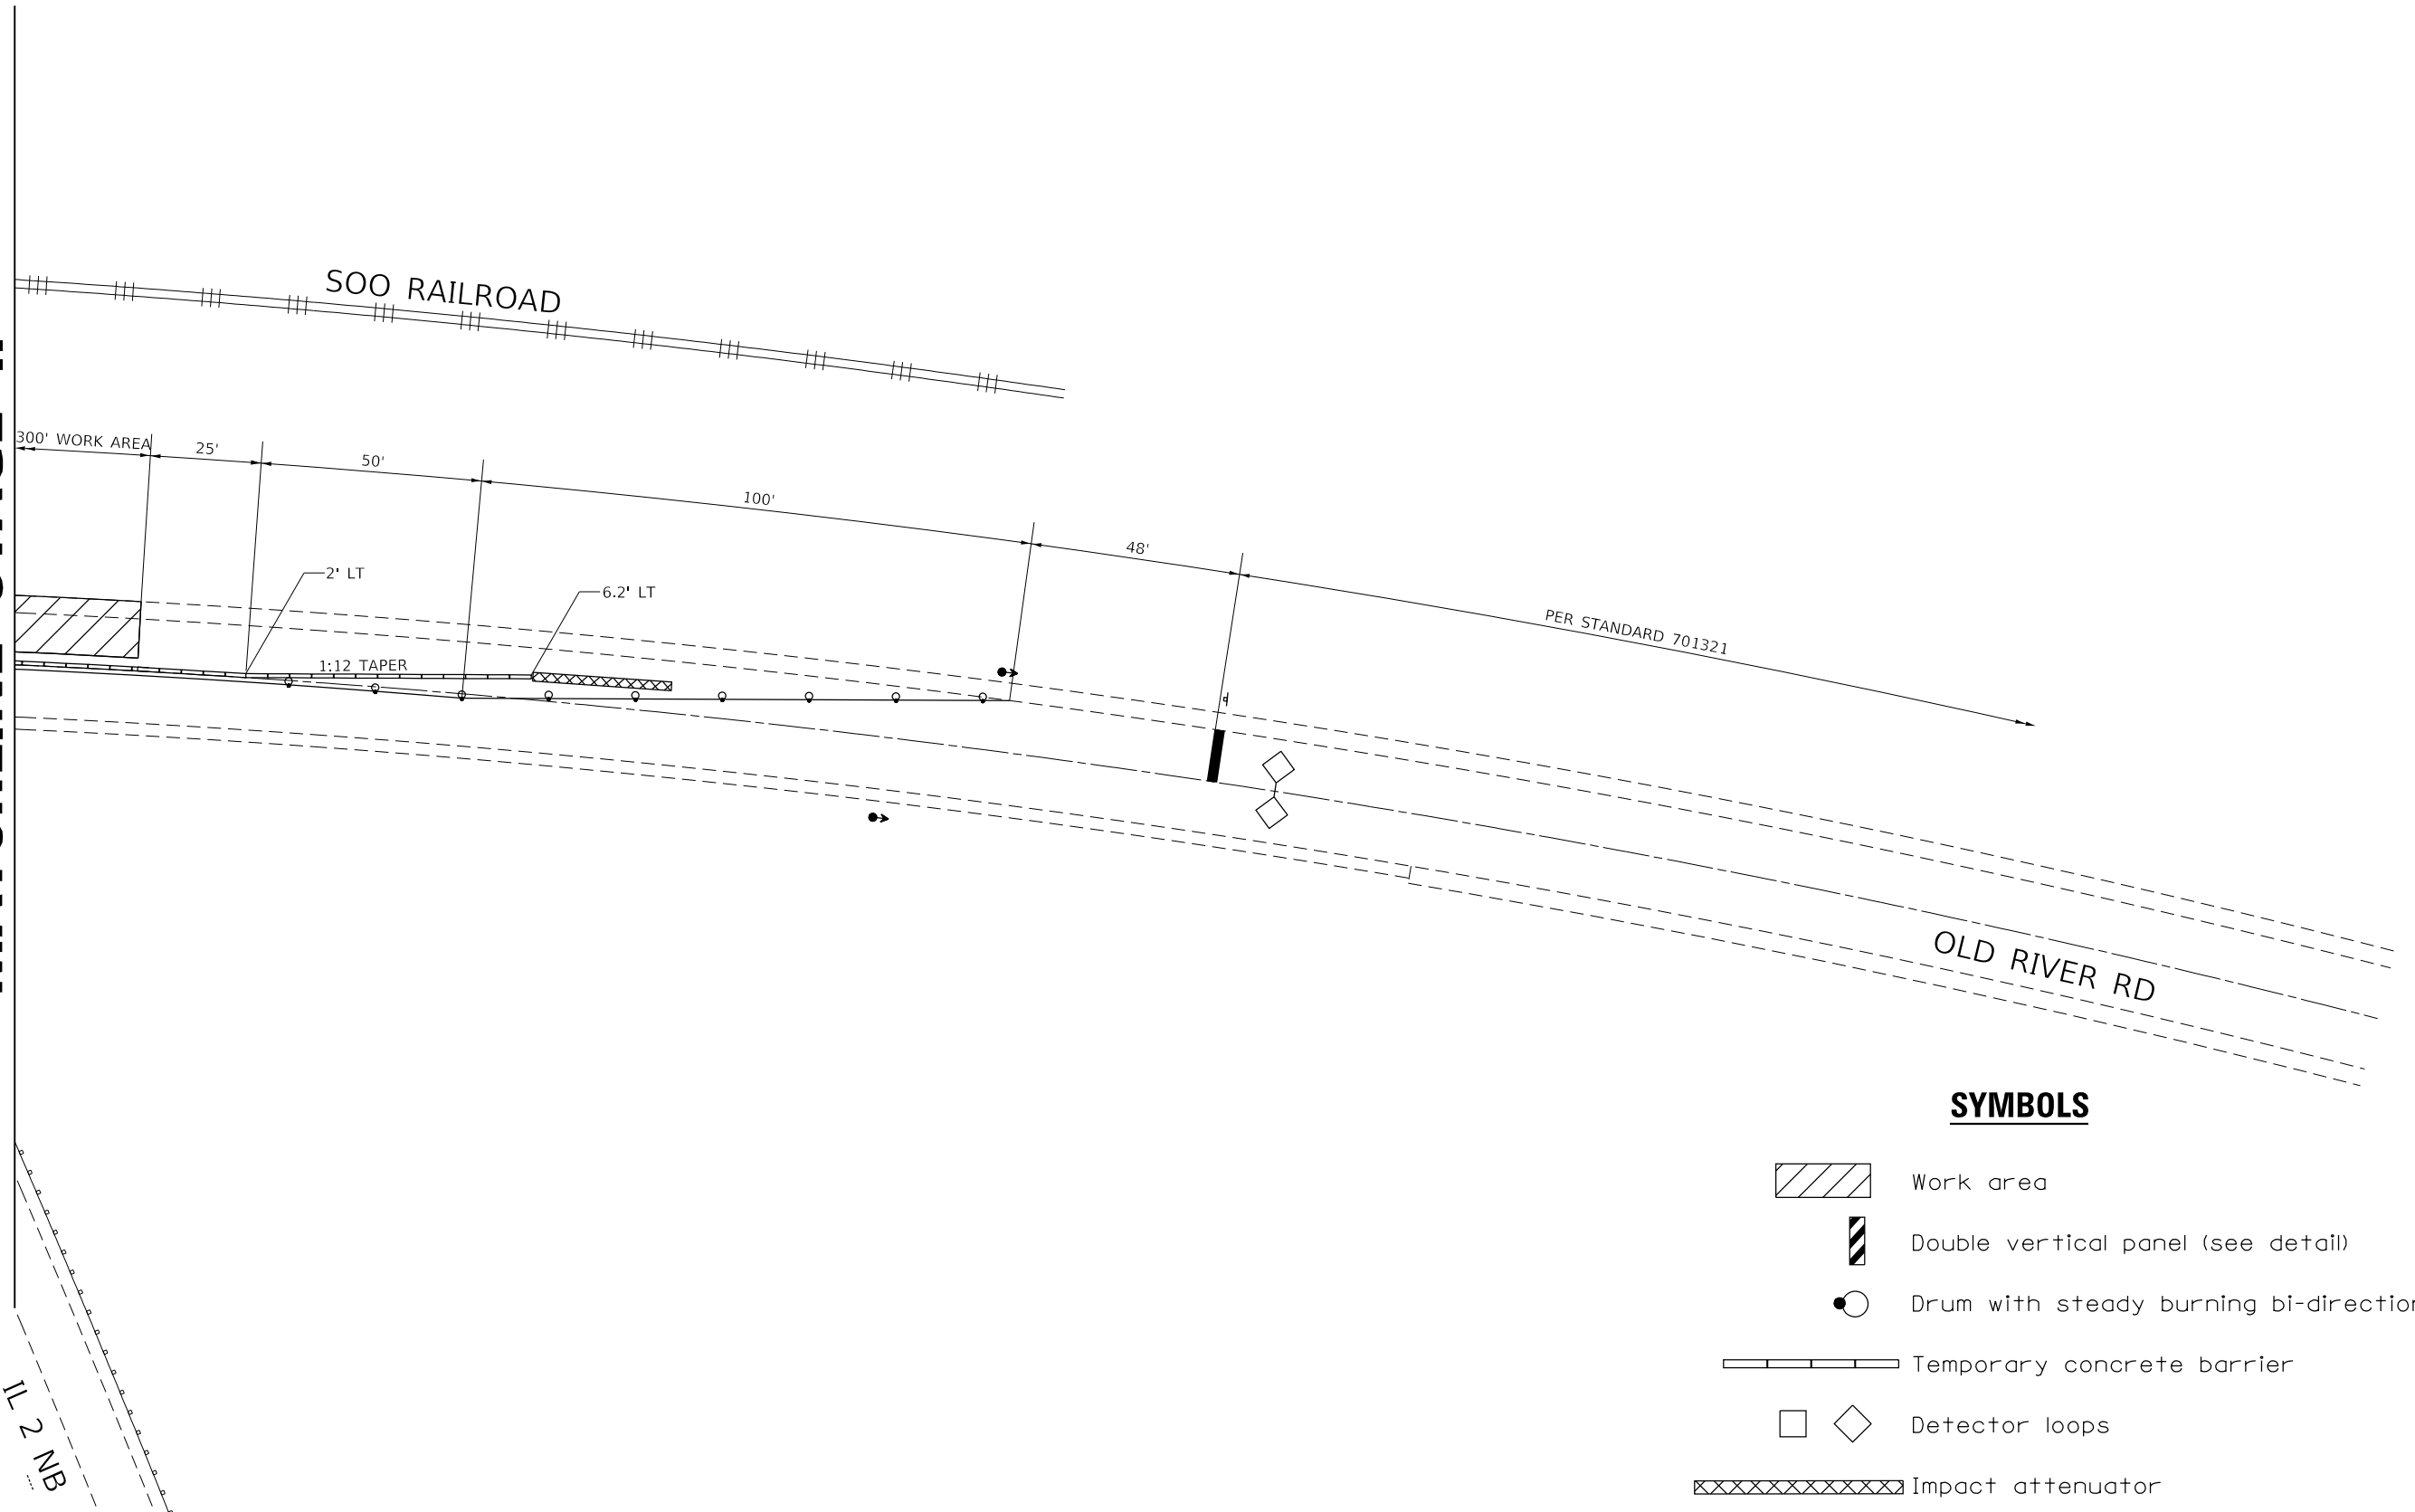 SOO RAILROAD
300' WORK AREA
25'
50'
100'
48'
PER STANDARD 701321
2' LT
6.2' LT
1:12 TAPER
OLD RIVER RD
SYMBOLS
Work area
Double vertical panel (see detail)
Drum with steady burning bi-direction
Temporary concrete barrier
Detector loops
Impact attenuator
IL 2 NB